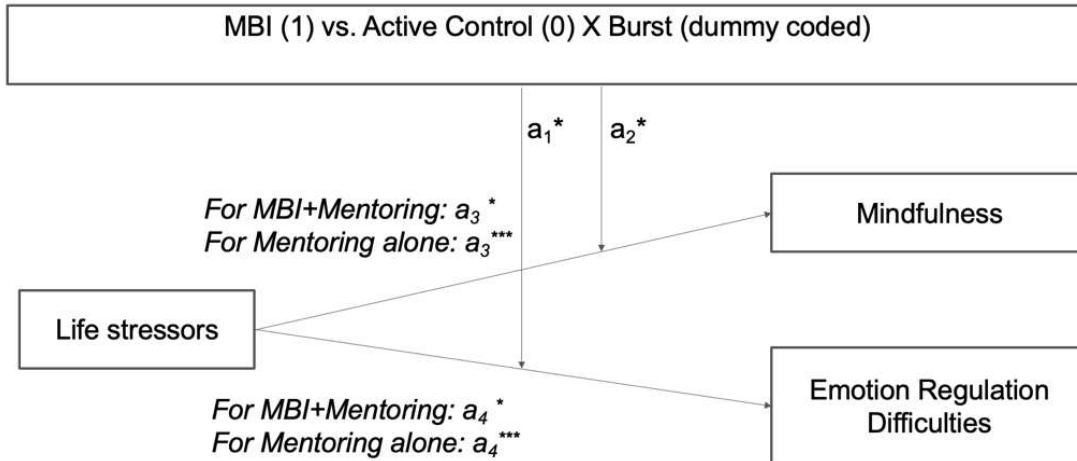 MBI (1) vs. Active Control (0) X Burst (dummy coded)
a₁* a₂*
For MBI+Mentoring: a₃ *
For Mentoring alone: a₃***
Mindfulness
Life stressors
For MBI+Mentoring: a₄ *
For Mentoring alone: a₄***
Emotion Regulation
Difficulties